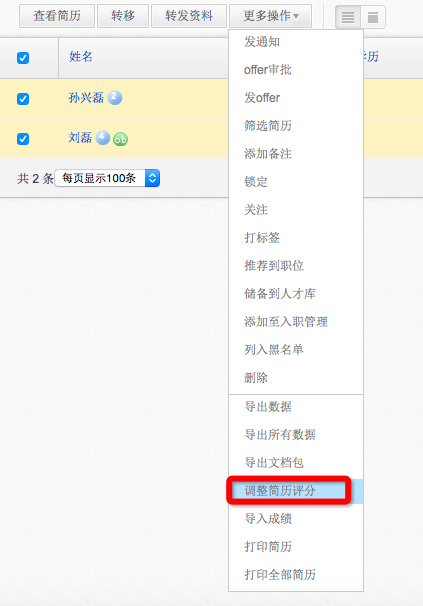 查看简历 转移 转发资料 更多操作
姓名 学历
孙兴磊 2
刘磊 4
共 2 条 每页显示100条
发通知
offer审批
发offer
筛选简历
添加备注
锁定
关注
打标签
推荐到职位
储备到人才库
添加至入职管理
列入黑名单
删除
导出数据
导出所有数据
导出文档包
调整简历评分
导入成绩
打印简历
打印全部简历